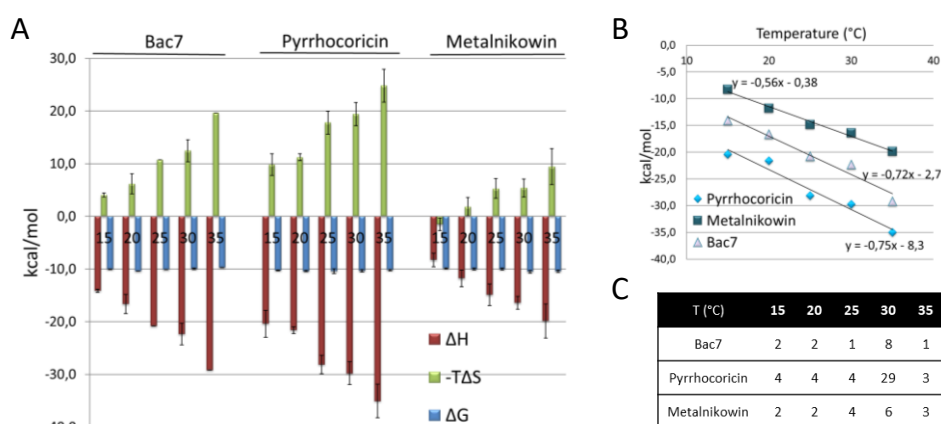 A
Bac7 Pyrrhocoricin Metalnikowin
30,0
20,0
10,0
0,0
-10,0
-20,0
-30,0
-40,0
kcal/mol
15 20 25 30 35 15 20 25 30 35 15 20 25 30 35
ΔH
-TΔS
ΔG
B
Temperature (°C)
10 20 30 40
0,0
-5,0
-10,0
-15,0
-20,0
-25,0
-30,0
-35,0
-40,0
kcal/mol
y = -0,56x - 0,38
y = -0,72x - 2,7
y = -0,75x - 8,3
Pyrrhocoricin
Metalnikowin
Bac7
C
T (°C) 15 20 25 30 35
Bac7 2 2 1 8 1
Pyrrhocoricin 4 4 4 29 3
Metalnikowin 2 2 4 6 3